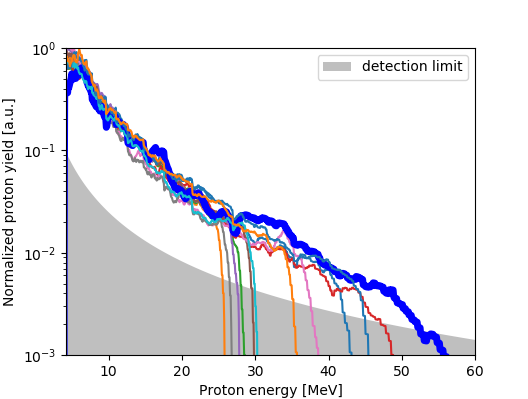 10⁰
detection limit
10⁻¹
10⁻²
10⁻³
Normalized proton yield [a.u.]
10 20 30 40 50 60
Proton energy [MeV]